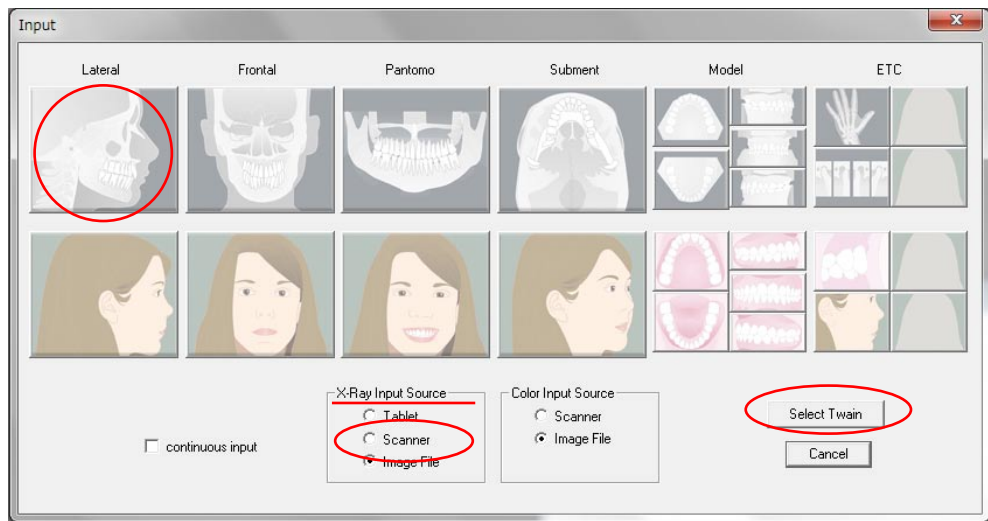 Input
Lateral Frontal Pantomo Subment Model ETC
X-Ray Input Source
Tablet
Scanner
Image File
Color Input Source
Scanner
Image File
continuous input
Select Twain
Cancel